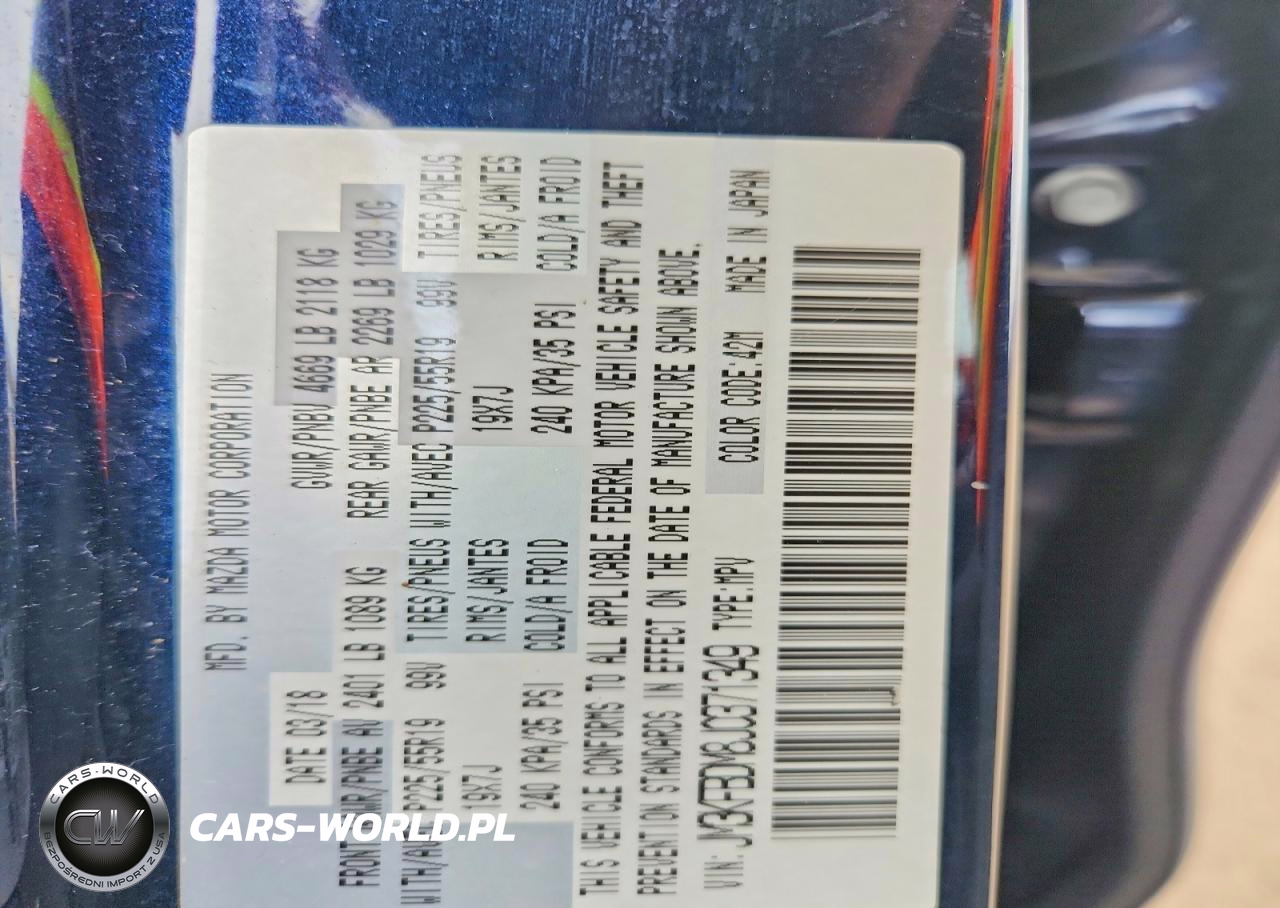 MFD. BY MAZDA MOTOR CORPORATION
DATE 03/18 GVWR/PNBV 4669 LB 2118 KG
FRONT GAWR/PNBE AV 2401 LB 1089 KG REAR GAWR/PNBE AR 2269 LB 1029 KG
WITH/AVEC P225/55R19 99V TIRES/PNEUS WITH/AVEC P225/55R19 99V TIRES/PNEUS
19X7J RIMS/JANTES 19X7J RIMS/JANTES
240 KPA/35 PSI COLD/A FROID 240 KPA/35 PSI COLD/A FROID
THIS VEHICLE CONFORMS TO ALL APPLICABLE FEDERAL MOTOR VEHICLE SAFETY AND THEFT
PREVENTION STANDARDS IN EFFECT ON THE DATE OF MANUFACTURE SHOWN ABOVE.
VIN: JM3KFBDM8J0371349 TYPE:MPV COLOR CODE:42M MADE IN JAPAN
CARS-WORLD
CW
BEZPOŚREDNI IMPORT Z USA
CARS-WORLD.PL